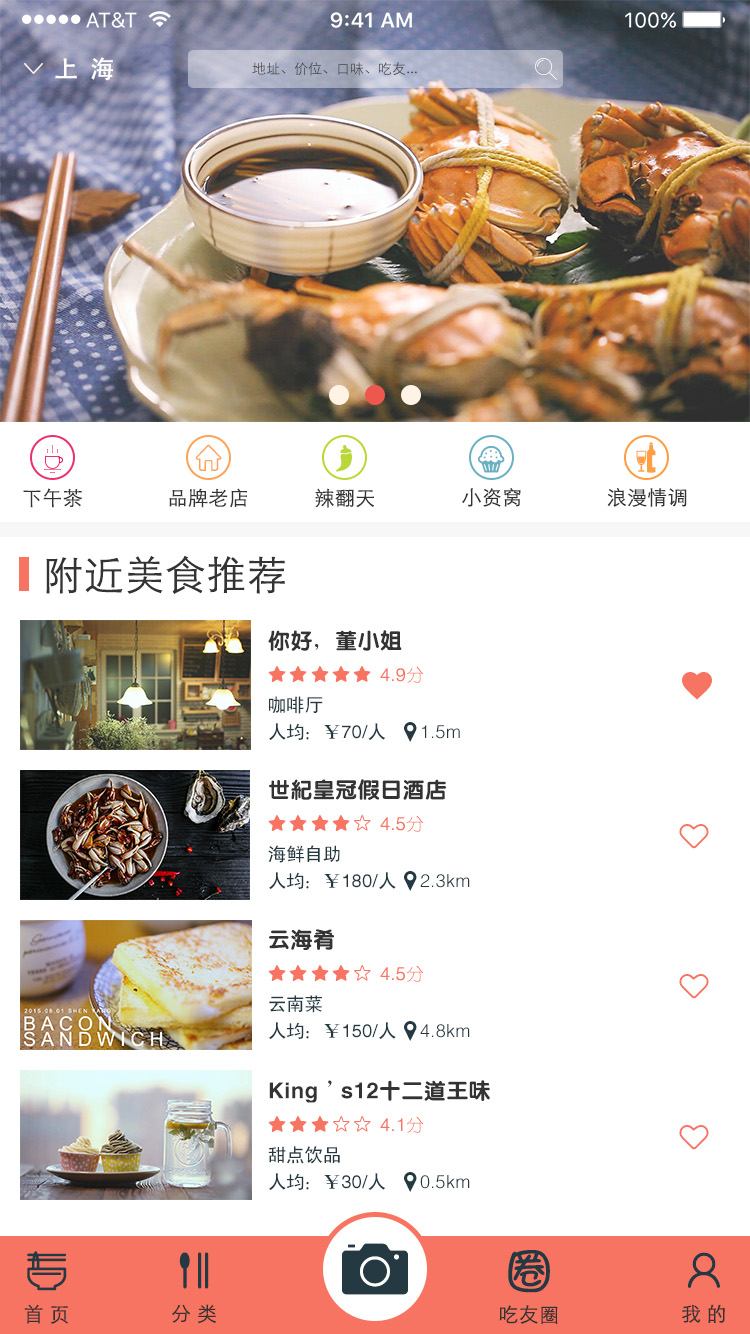 AT&T 9:41 AM 100%
上海
地址、价位、口味、吃友...
下午茶 品牌老店 辣翻天 小资窝 浪漫情调
附近美食推荐
你好，董小姐
4.9分
咖啡厅
人均：￥70/人 1.5m
世紀皇冠假日酒店
4.5分
海鲜自助
人均：￥180/人 2.3km
云海肴
4.5分
云南菜
人均：￥150/人 4.8km
2015.08.01 SHEN YANG
BACON
SANDWICH
King’s12十二道王味
4.1分
甜点饮品
人均：￥30/人 0.5km
圈
首页 分类 吃友圈 我的